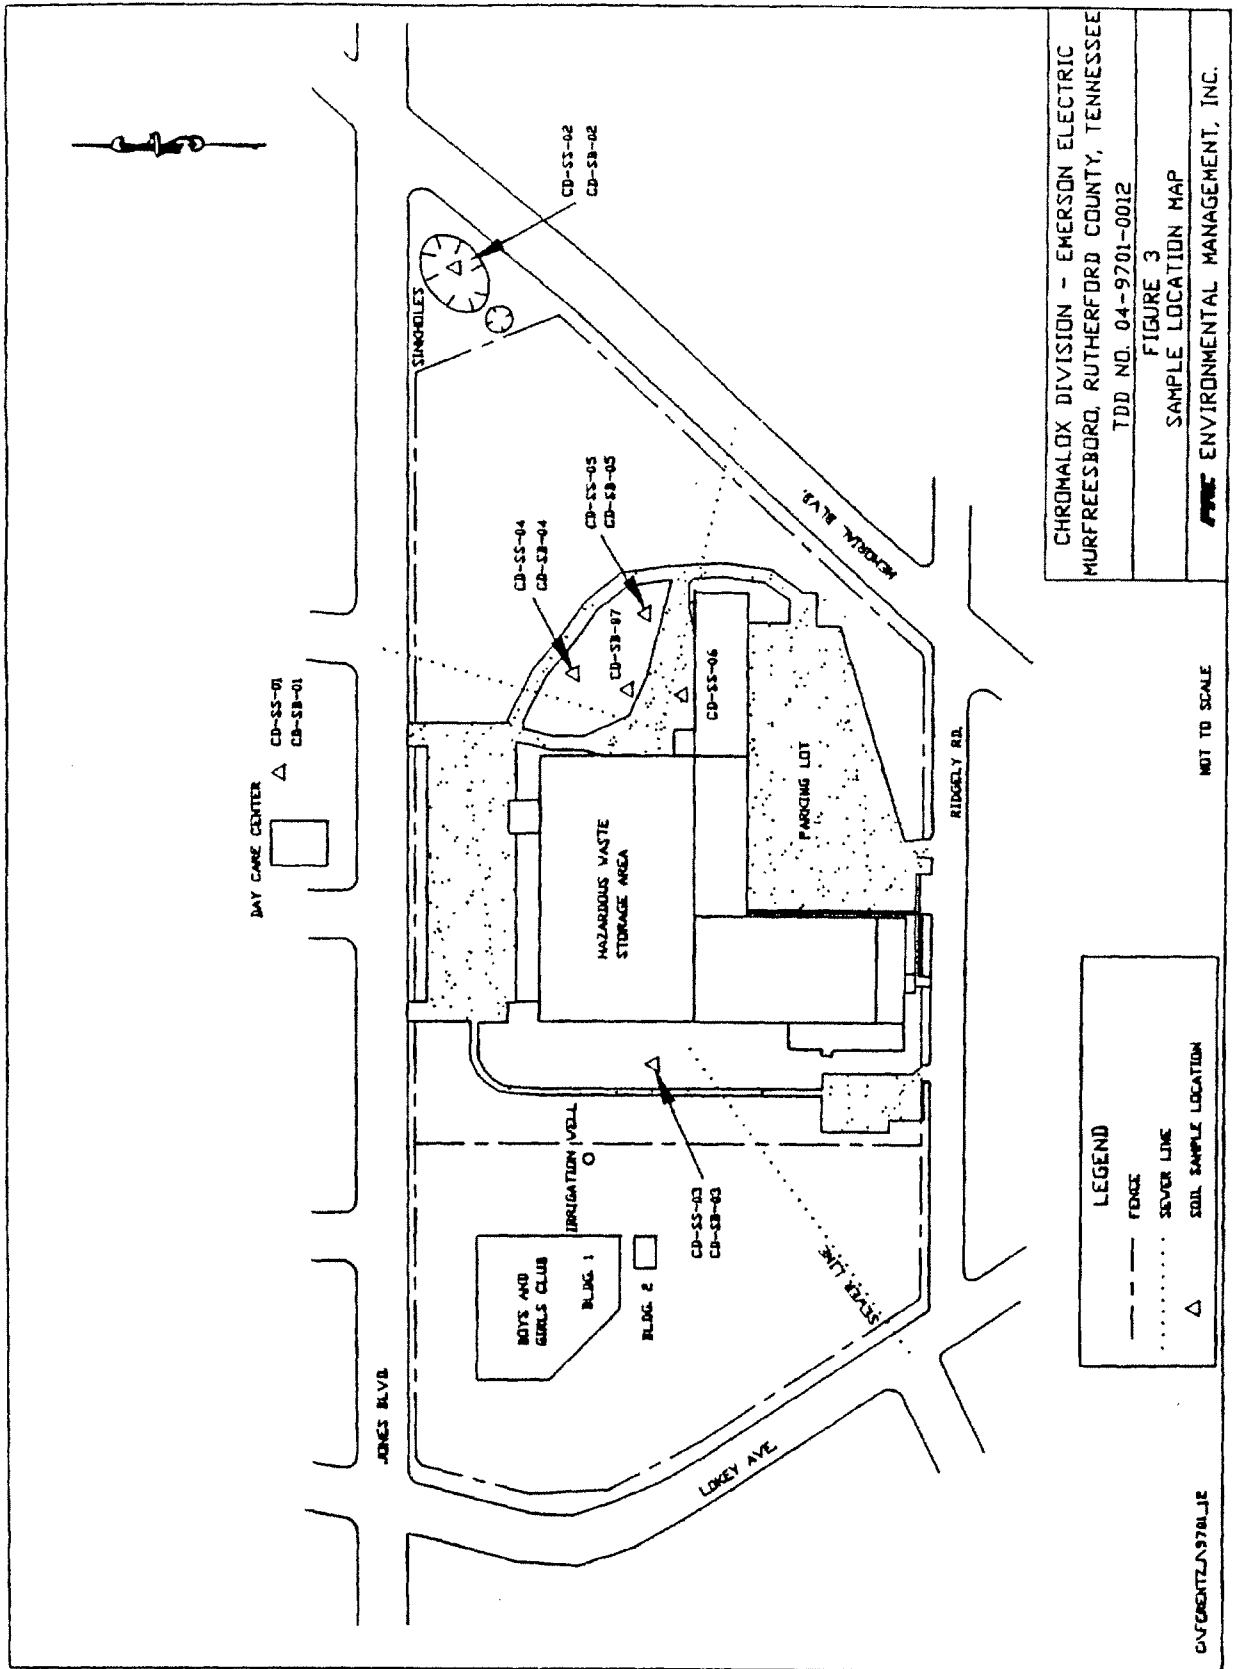 CD-SS-02
CD-SB-02
SINKHOLES
CD-SS-05
CD-SB-05
CD-SS-04
CD-SB-04
MEMORIAL BLVD.
CD-SB-07
CD-SS-06
CD-SS-01
CD-SB-01
DAY CARE CENTER
HAZARDOUS WASTE
STORAGE AREA
PARKING LOT
RIDGELY RD.
IRRIGATION WELL
CD-SS-03
CD-SB-03
BOYS AND
GIRLS CLUB
BLDG. 1
BLDG. 2
SEWER LINE
JONES BLVD.
LOKEY AVE.
LEGEND
FENCE
SEWER LINE
SOIL SAMPLE LOCATION
NOT TO SCALE
CHROMALOX DIVISION - EMERSON ELECTRIC
MURFREESBORO, RUTHERFORD COUNTY, TENNESSEE
TDD NO. 04-9701-0012
FIGURE 3
SAMPLE LOCATION MAP
PRC ENVIRONMENTAL MANAGEMENT, INC.